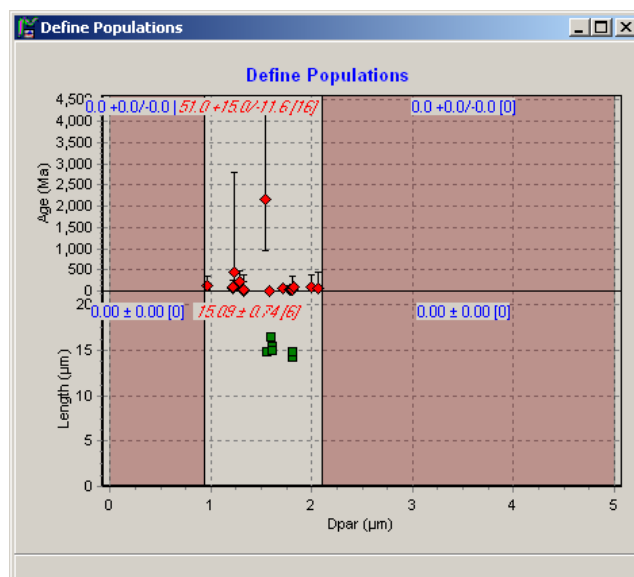 Define Populations
Define Populations
0.0 +0.0/-0.0 [ 51.0 +15.0/-11.6 [16] 0.0 +0.0/-0.0 [0]
4,500
4,000
3,500
3,000
2,500
2,000
1,500
1,000
500
0
Age (Ma)
0.00 ± 0.00 [0] 15.09 ± 0.74 [6] 0.00 ± 0.00 [0]
20
15
10
5
0
Length (µm)
0 1 2 3 4 5
Dpar (µm)